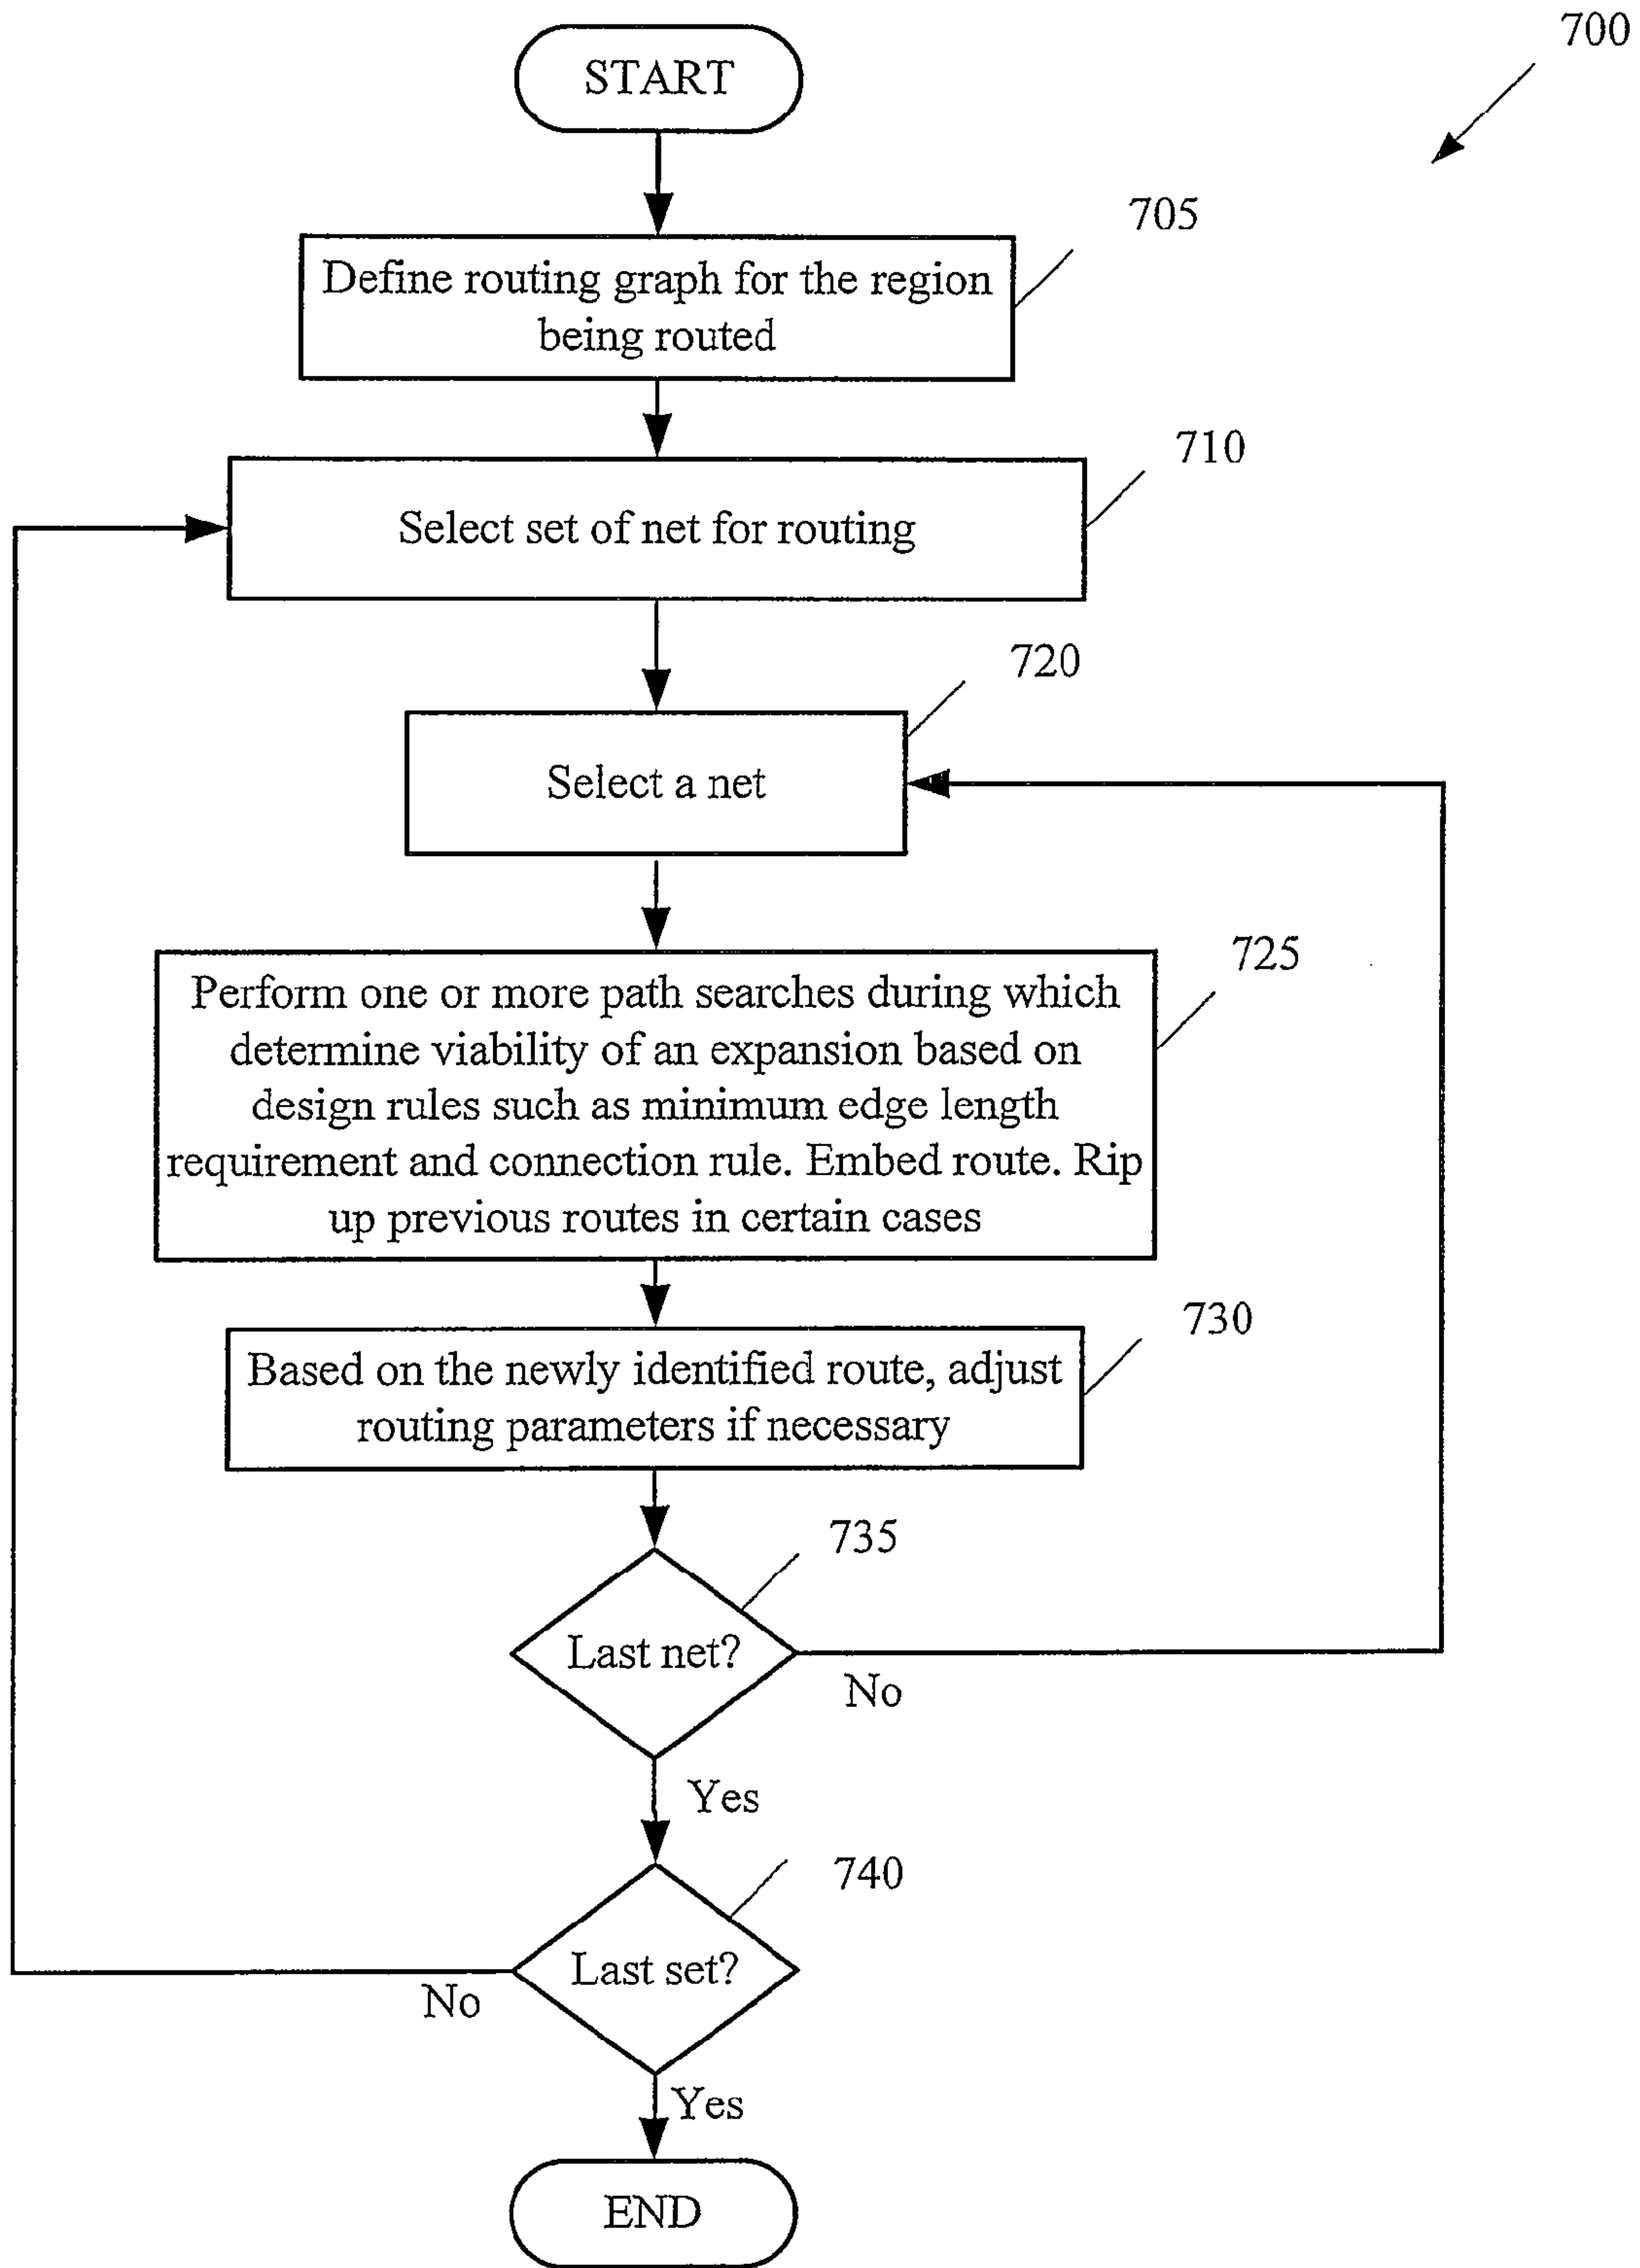 700
START
705
Define routing graph for the region
being routed
710
Select set of net for routing
720
Select a net
725
Perform one or more path searches during which
determine viability of an expansion based on
design rules such as minimum edge length
requirement and connection rule. Embed route. Rip
up previous routes in certain cases
730
Based on the newly identified route, adjust
routing parameters if necessary
735
Last net?
No
Yes
740
Last set?
No
Yes
END